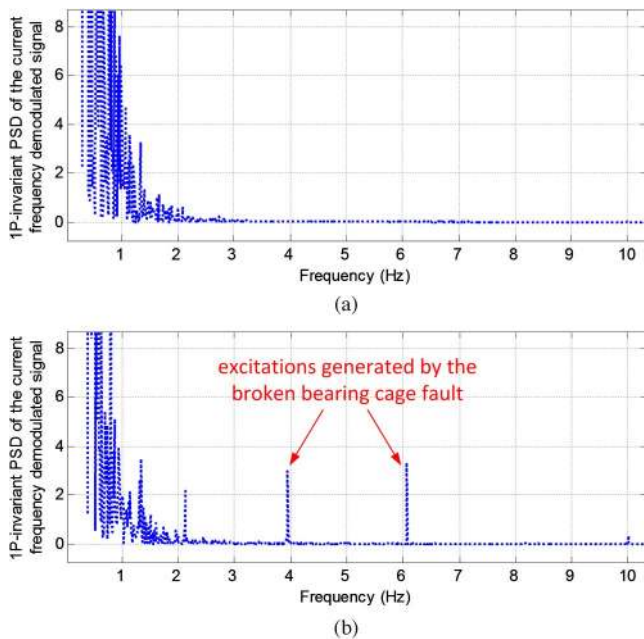 1P-invariant PSD of the current
frequency demodulated signal
8
6
4
2
0
1 2 3 4 5 6 7 8 9 10
Frequency (Hz)
(a)
1P-invariant PSD of the current
frequency demodulated signal
8
6
4
2
0
excitations generated by the
broken bearing cage fault
1 2 3 4 5 6 7 8 9 10
Frequency (Hz)
(b)